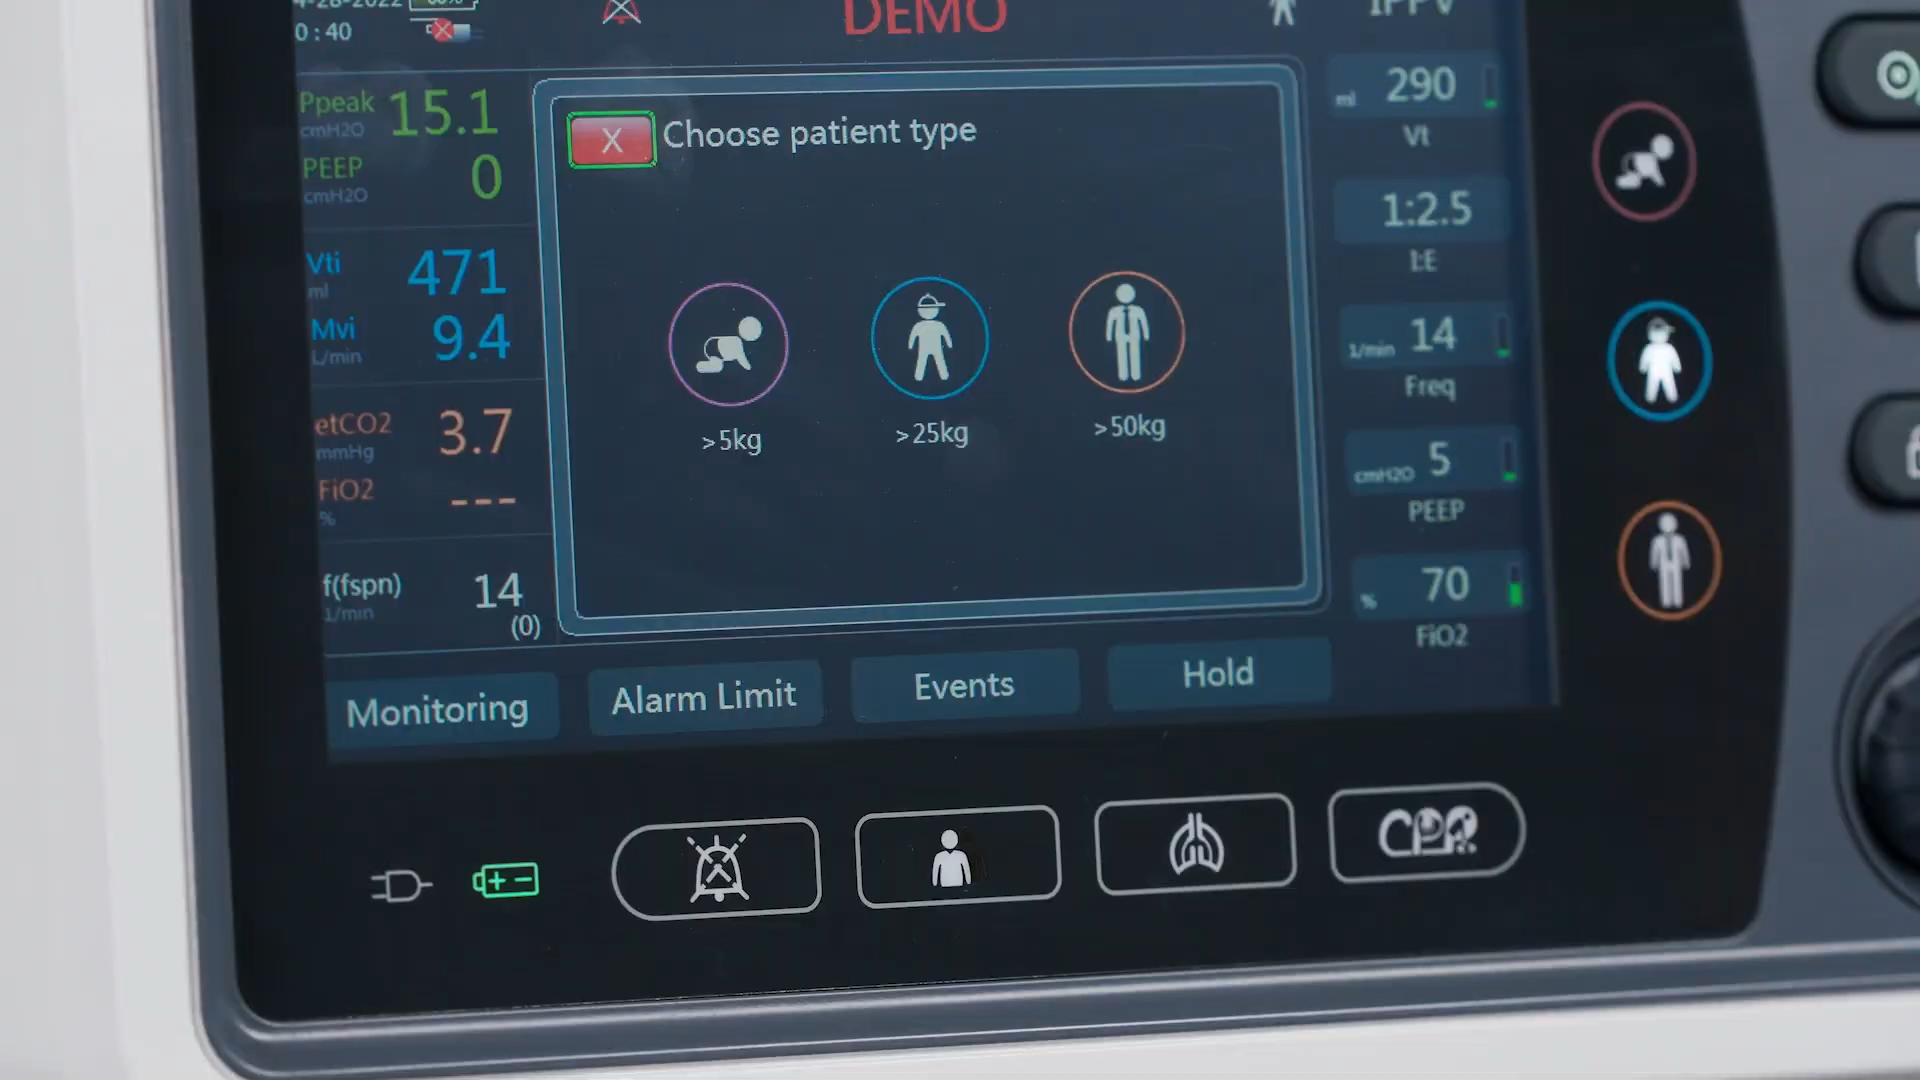 4-28-2022
0:40
DEMO
IPPV
Ppeak 15.1
cmH2O
PEEP 0
cmH2O
Vti 471
ml
Mvi 9.4
L/min
etCO2 3.7
mmHg
FiO2 ---
%
f(fspn) 14
1/min (0)
X Choose patient type
>5kg >25kg >50kg
ml 290
Vt
1:2.5
I:E
1/min 14
Freq
cmH2O 5
PEEP
% 70
FiO2
Monitoring Alarm Limit Events Hold
CPR